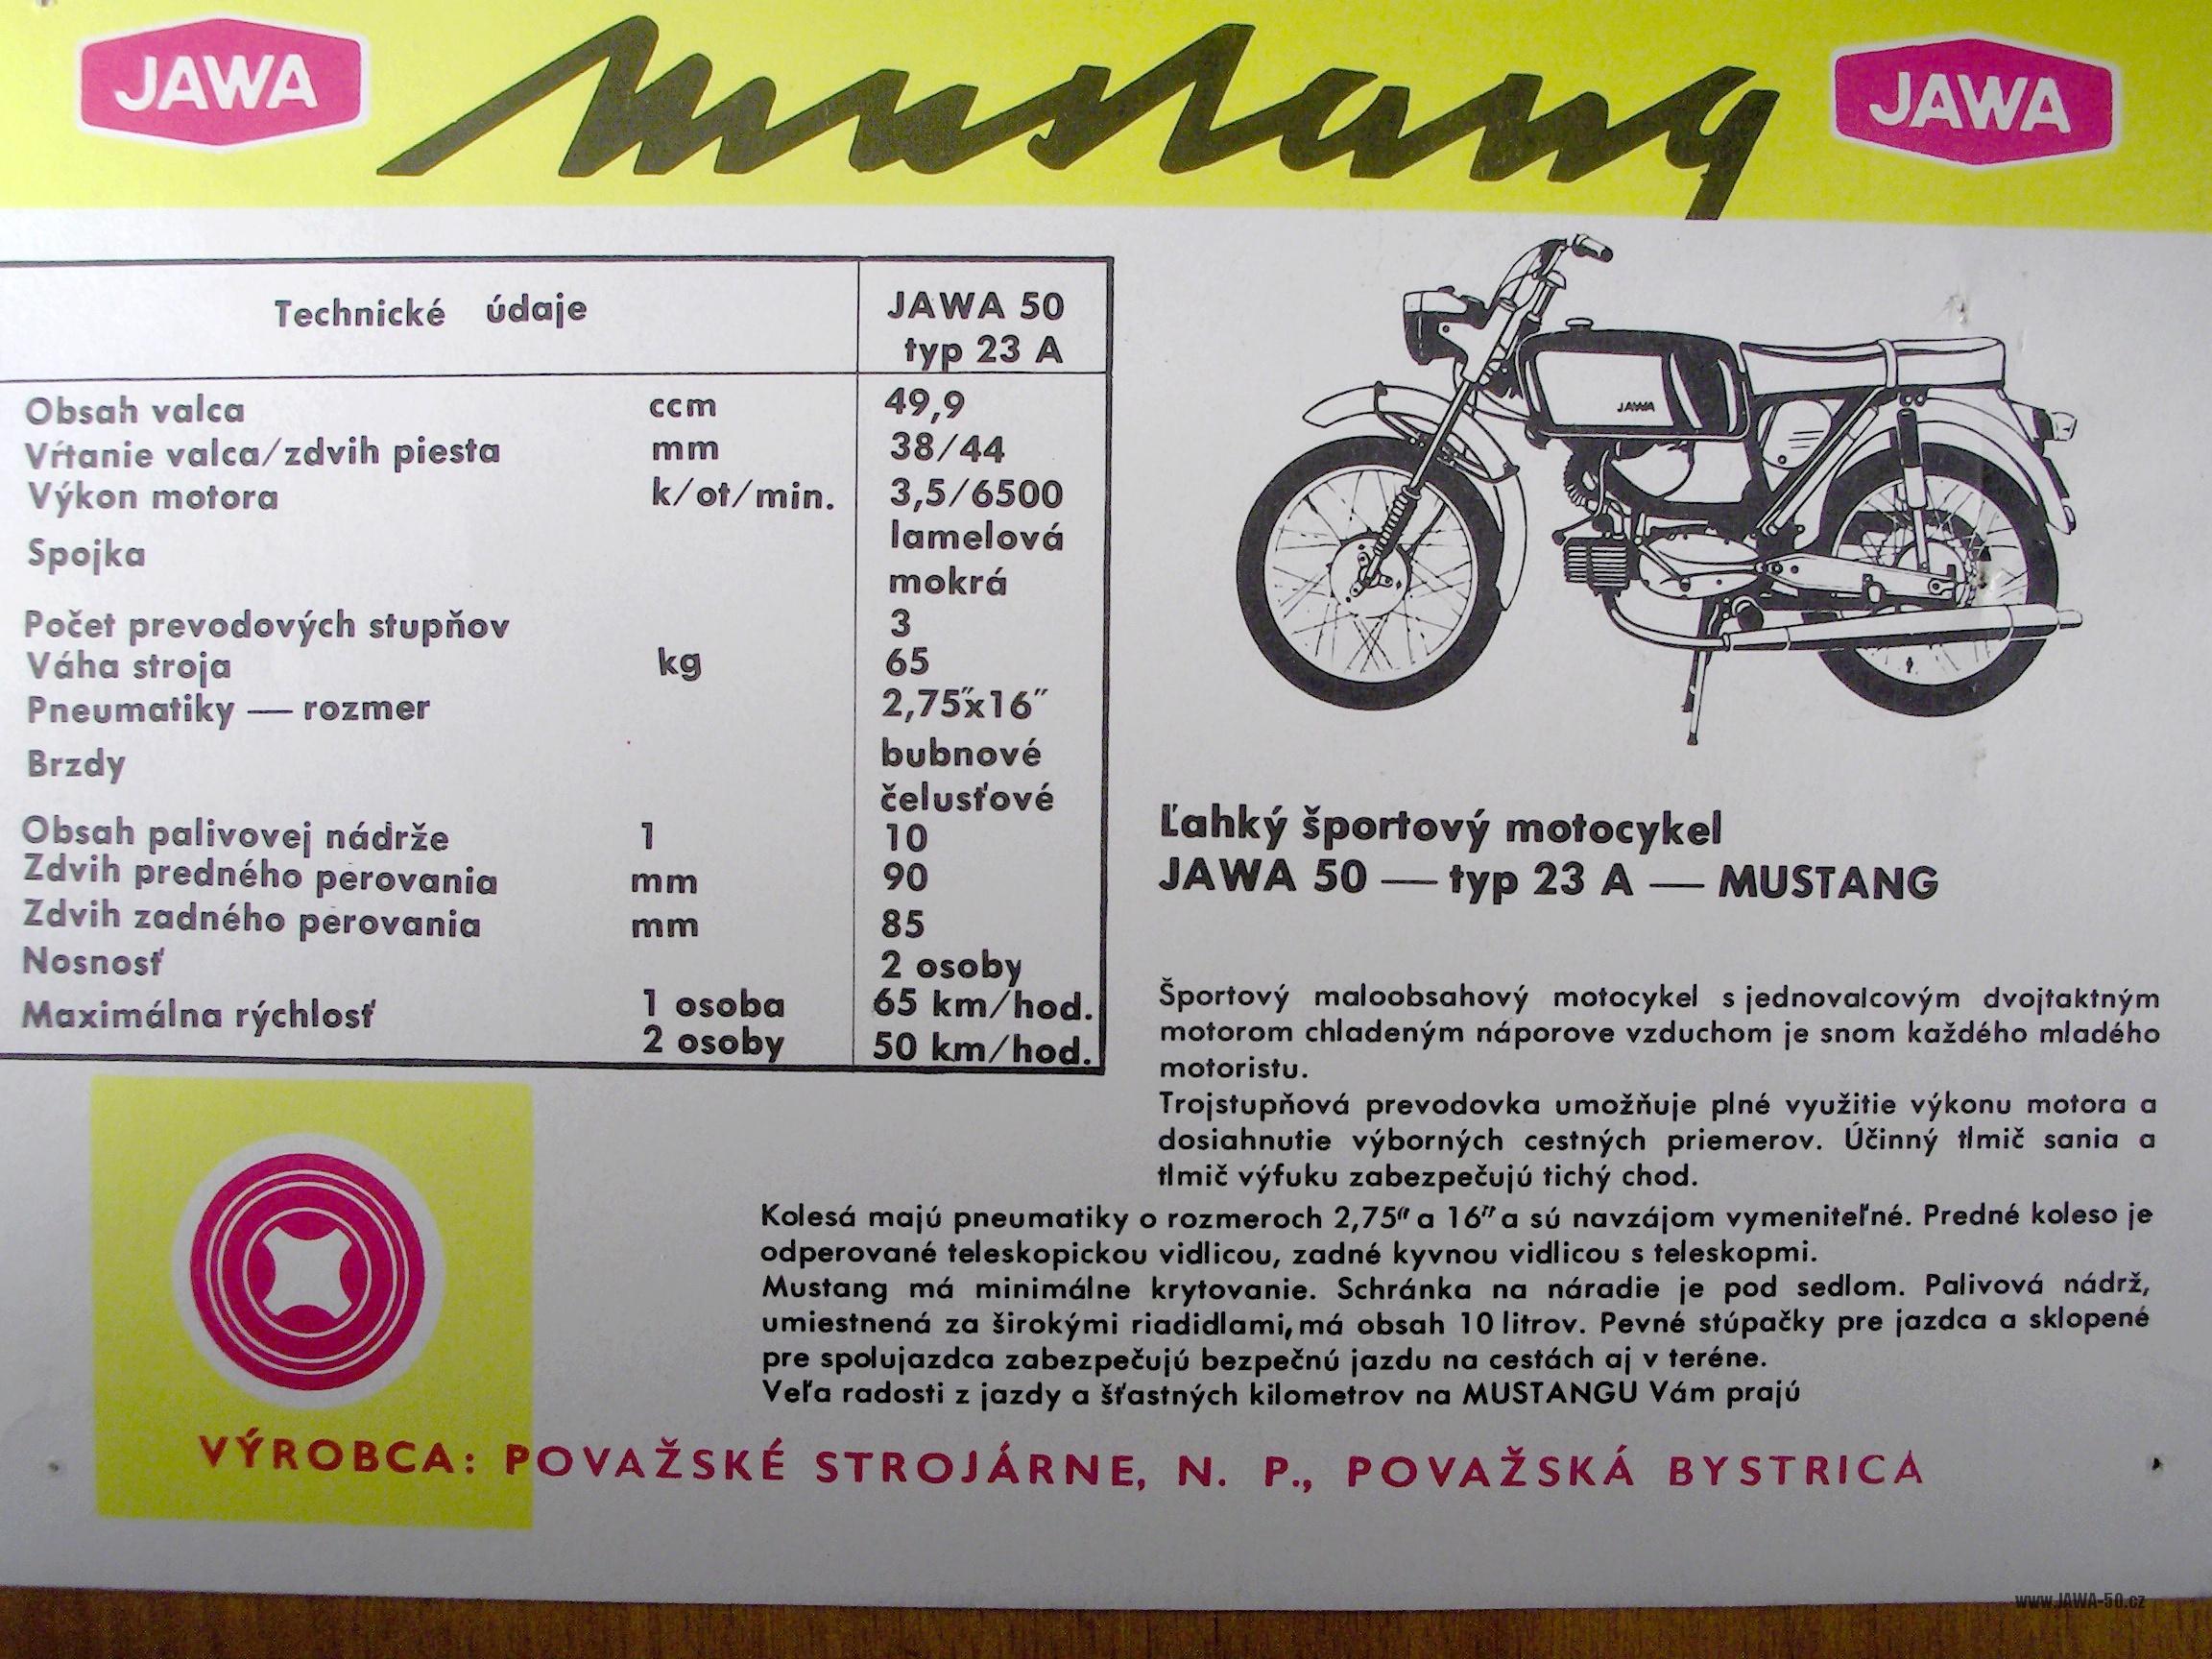 JAWA mustang JAWA
Technické údaje JAWA 50
typ 23 A
Obsah valca ccm 49,9
Vŕtanie valca/zdvih piesta mm 38/44
Výkon motora k/ot/min. 3,5/6500
Spojka lamelová
mokrá
Počet prevodových stupňov 3
Váha stroja kg 65
Pneumatiky — rozmer 2,75"x16"
Brzdy bubnové
čelusťové
Obsah palivovej nádrže l 10
Zdvih predného perovania mm 90
Zdvih zadného perovania mm 85
Nosnosť 2 osoby
Maximálna rýchlosť 1 osoba 65 km/hod.
2 osoby 50 km/hod.
JAWA
Ľahký športový motocykel
JAWA 50 — typ 23 A — MUSTANG
Športový maloobsahový motocykel s jednovalcovým dvojtaktným
motorom chladeným náporove vzduchom je snom každého mladého
motoristu.
Trojstupňová prevodovka umožňuje plné využitie výkonu motora a
dosiahnutie výborných cestných priemerov. Účinný tlmič sania a
tlmič výfuku zabezpečujú tichý chod.
Kolesá majú pneumatiky o rozmeroch 2,75" a 16" a sú navzájom vymeniteľné. Predné koleso je
odperované teleskopickou vidlicou, zadné kyvnou vidlicou s teleskopmi.
Mustang má minimálne krytovanie. Schránka na náradie je pod sedlom. Palivová nádrž,
umiestnená za širokými riadidlami, má obsah 10 litrov. Pevné stúpačky pre jazdca a sklopené
pre spolujazdca zabezpečujú bezpečnú jazdu na cestách aj v teréne.
Veľa radosti z jazdy a šťastných kilometrov na MUSTANGU Vám prajú
VÝROBCA: POVAŽSKÉ STROJÁRNE, N. P., POVAŽSKÁ BYSTRICA
www.JAWA-50.cz